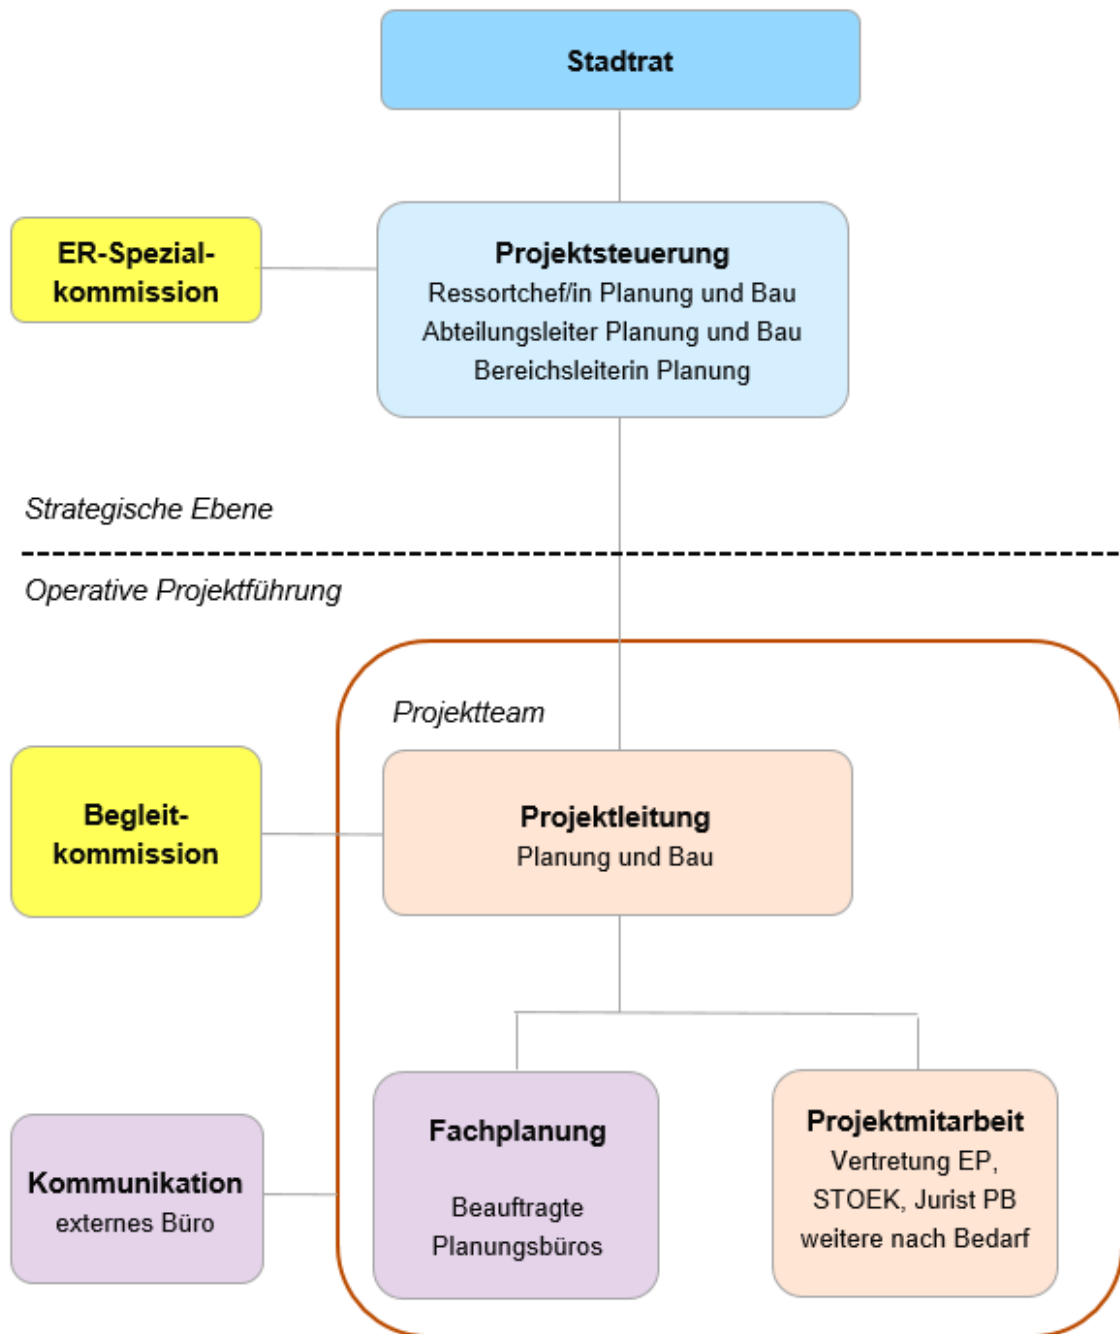 Stadtrat
ER-Spezial-
kommission
Projektsteuerung
Ressortchef/in Planung und Bau
Abteilungsleiter Planung und Bau
Bereichsleiterin Planung
Strategische Ebene
Operative Projektführung
Projektteam
Begleit-
kommission
Projektleitung
Planung und Bau
Kommunikation
externes Büro
Fachplanung
Beauftragte
Planungsbüros
Projektmitarbeit
Vertretung EP,
STOEK, Jurist PB
weitere nach Bedarf